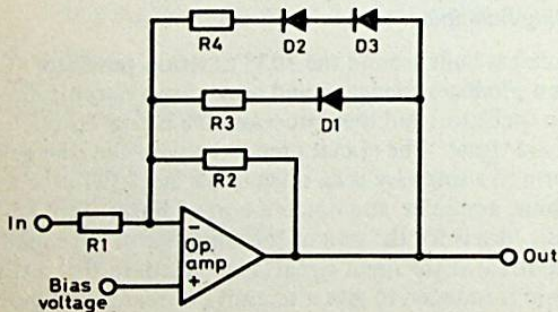 R4
D2
D3
R3
D1
R2
In
R1
−
Op.
amp
+
Out
Bias
voltage